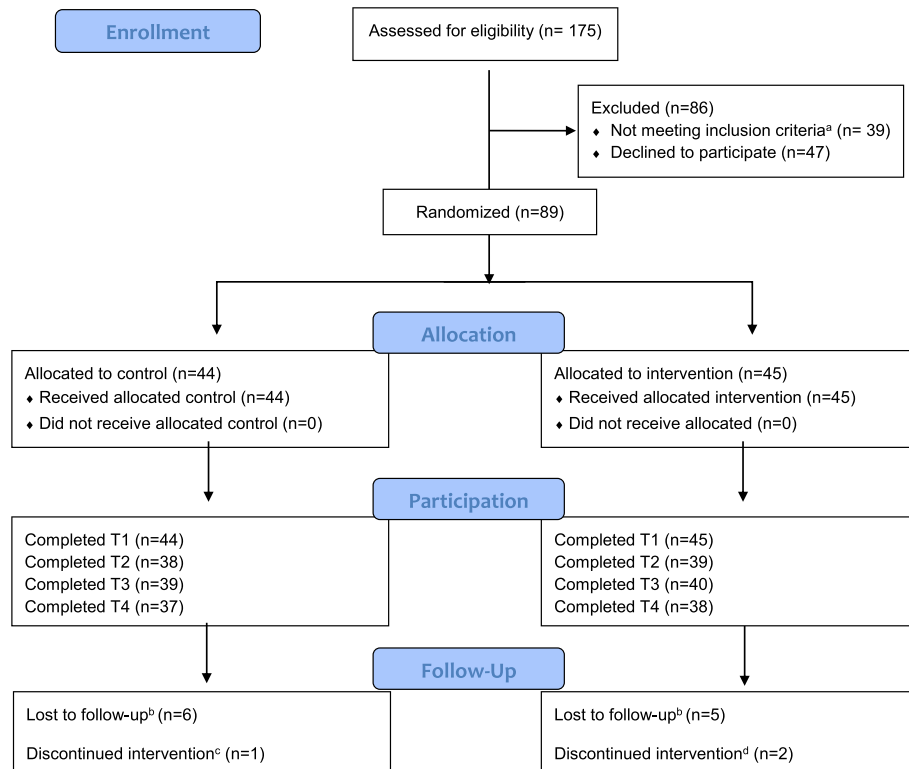 Enrollment
Assessed for eligibility (n= 175)
Excluded (n=86)
♦ Not meeting inclusion criteriaᵃ (n= 39)
♦ Declined to participate (n=47)
Randomized (n=89)
Allocation
Allocated to control (n=44)
♦ Received allocated control (n=44)
♦ Did not receive allocated control (n=0)
Allocated to intervention (n=45)
♦ Received allocated intervention (n=45)
♦ Did not receive allocated (n=0)
Participation
Completed T1 (n=44)
Completed T2 (n=38)
Completed T3 (n=39)
Completed T4 (n=37)
Completed T1 (n=45)
Completed T2 (n=39)
Completed T3 (n=40)
Completed T4 (n=38)
Follow-Up
Lost to follow-upᵇ (n=6)
Discontinued interventionᶜ (n=1)
Lost to follow-upᵇ (n=5)
Discontinued interventionᵈ (n=2)